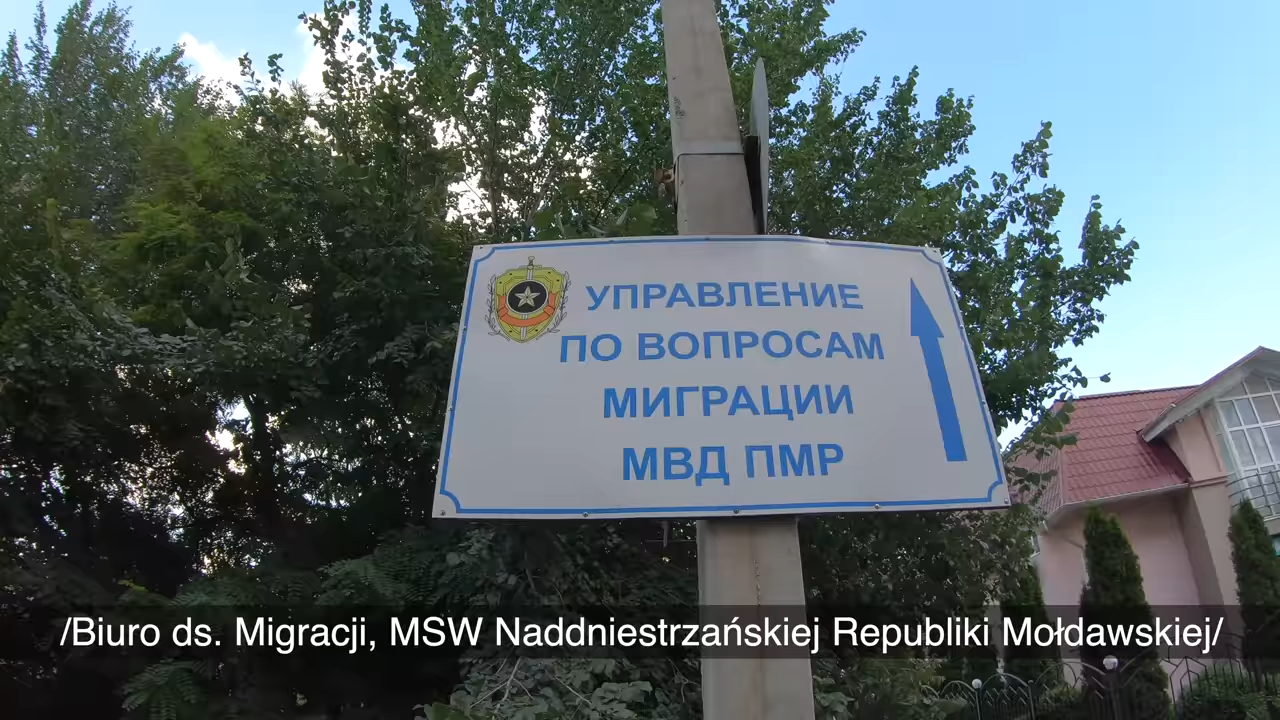 УПРАВЛЕНИЕ
ПО ВОПРОСАМ
МИГРАЦИИ
МВД ПМР
/Biuro ds. Migracji, MSW Naddniestrzańskiej Republiki Mołdawskiej/